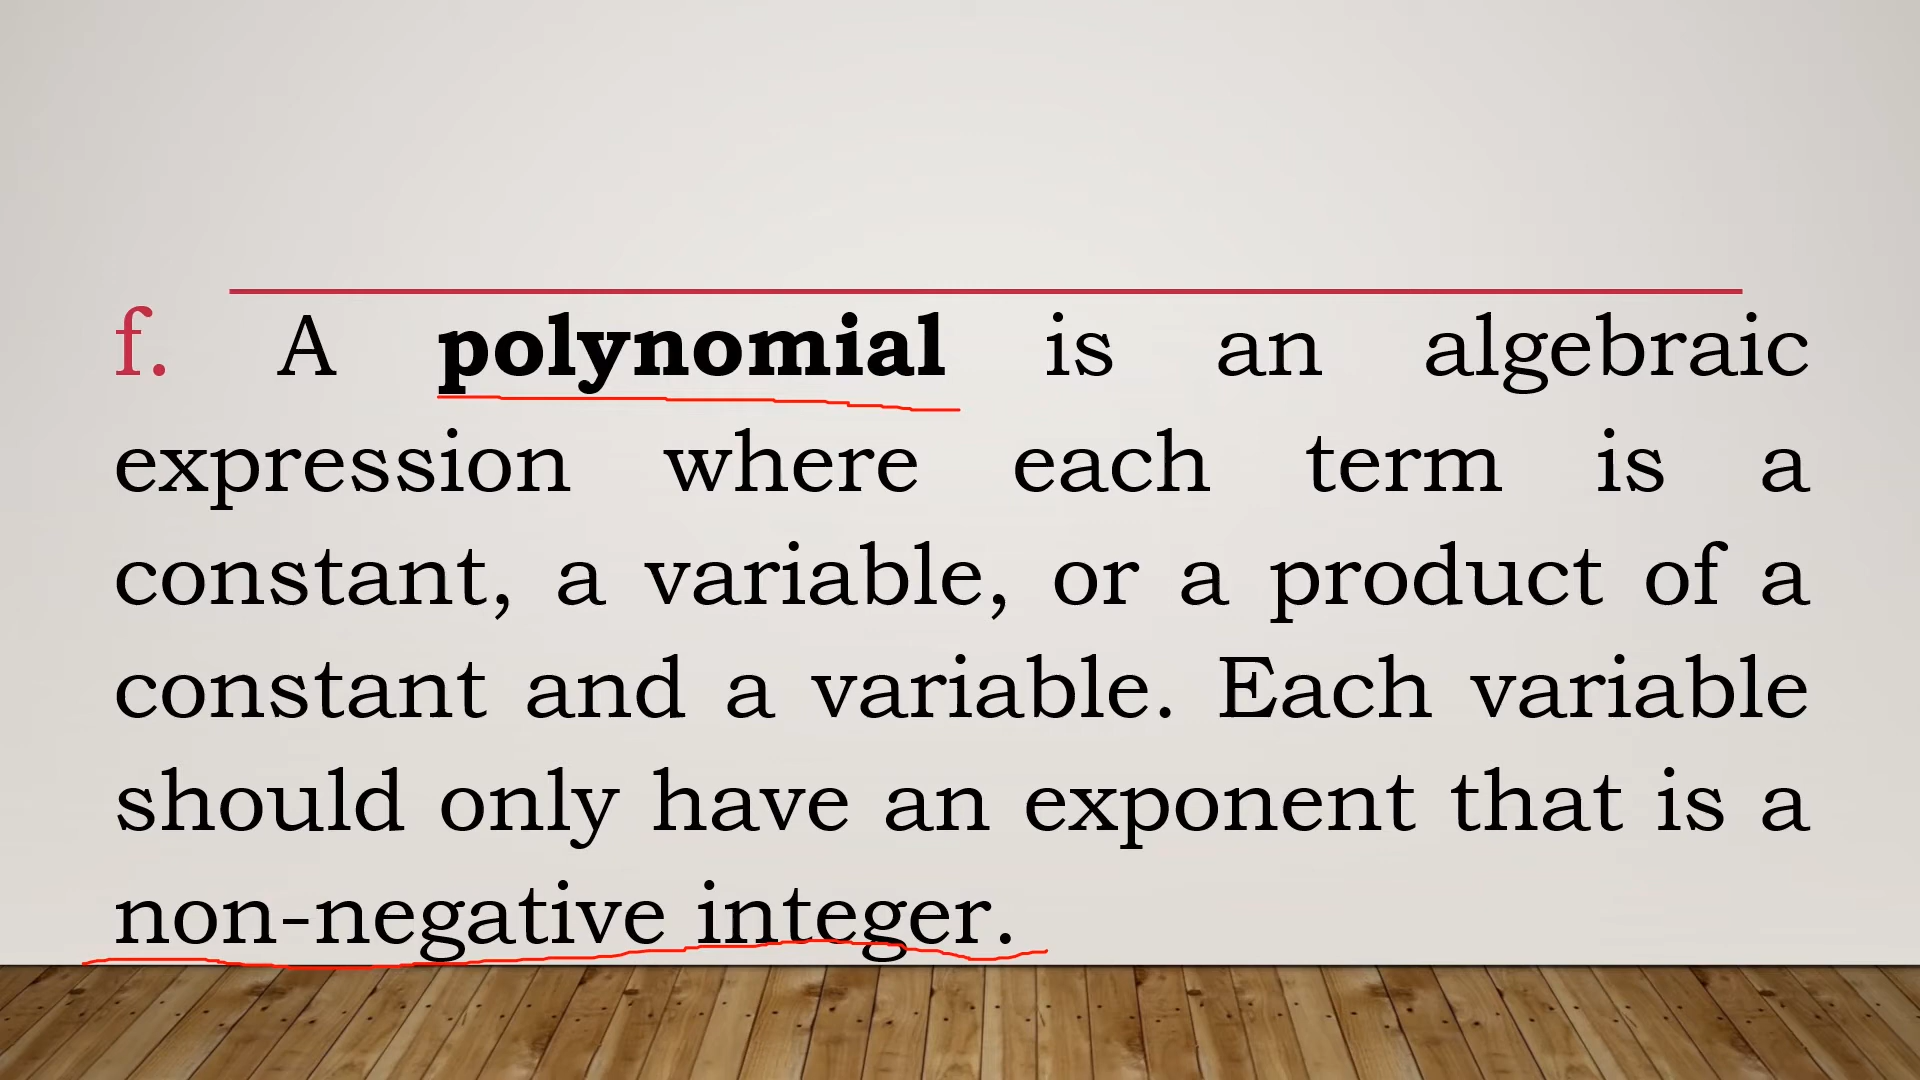 f. A polynomial is an algebraic
expression where each term is a
constant, a variable, or a product of a
constant and a variable. Each variable
should only have an exponent that is a
non-negative integer.